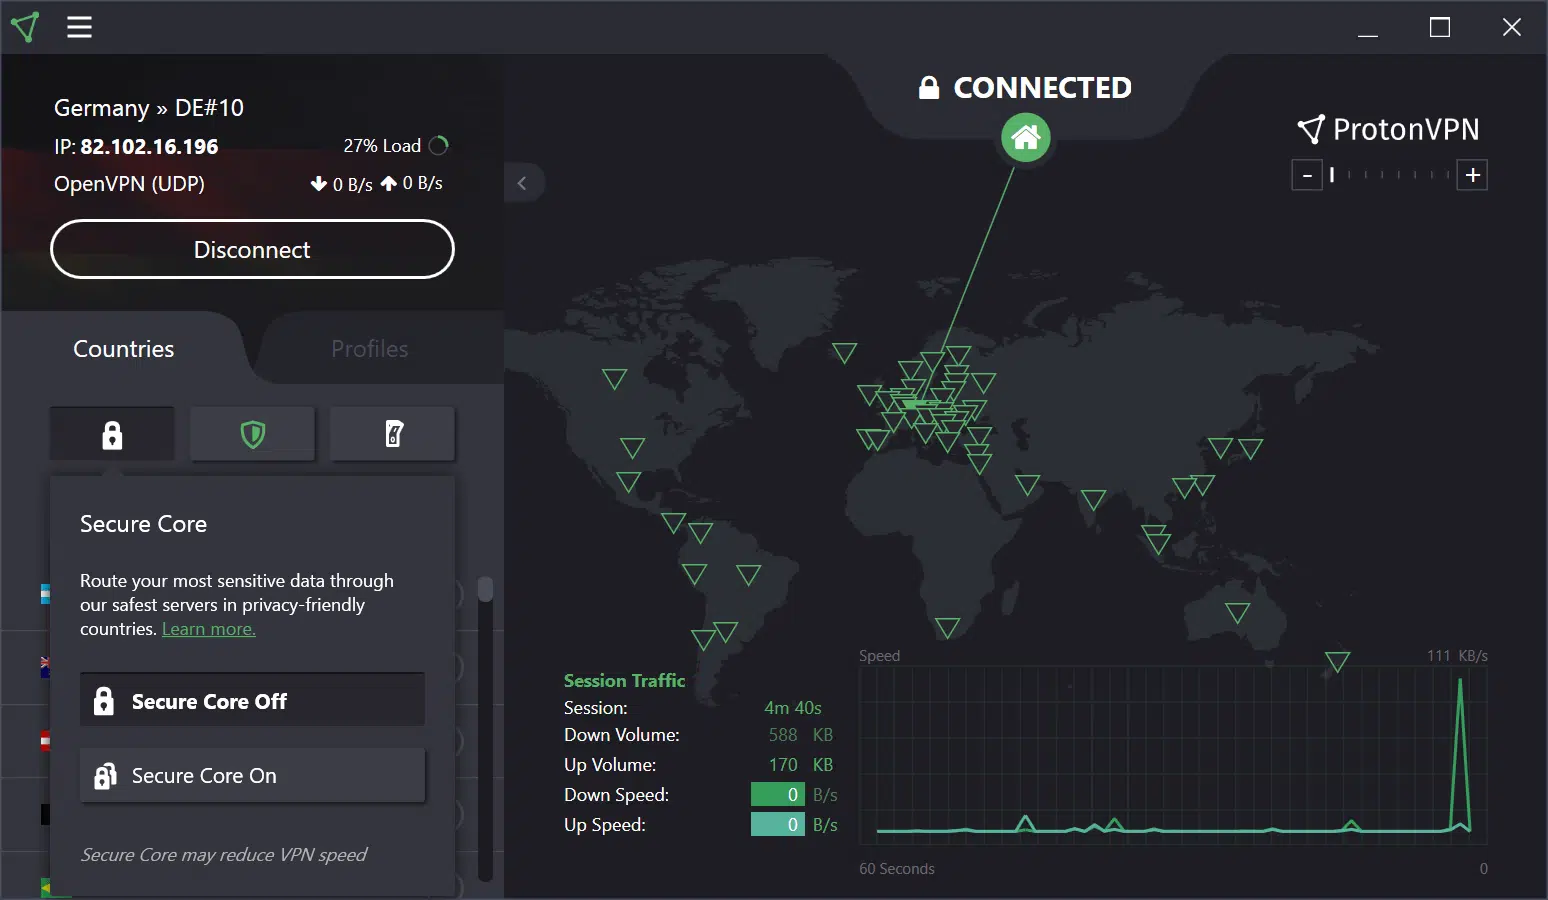 Germany » DE#10
IP: 82.102.16.196
27% Load
OpenVPN (UDP)
0 B/s
0 B/s
Disconnect
Countries
Profiles
Secure Core
Route your most sensitive data through
our safest servers in privacy-friendly
countries. Learn more.
Secure Core Off
Secure Core On
Secure Core may reduce VPN speed
CONNECTED
ProtonVPN
-
+
Session Traffic
Session: 4m 40s
Down Volume: 588 KB
Up Volume: 170 KB
Down Speed: 0 B/s
Up Speed: 0 B/s
Speed
111 KB/s
60 Seconds
0